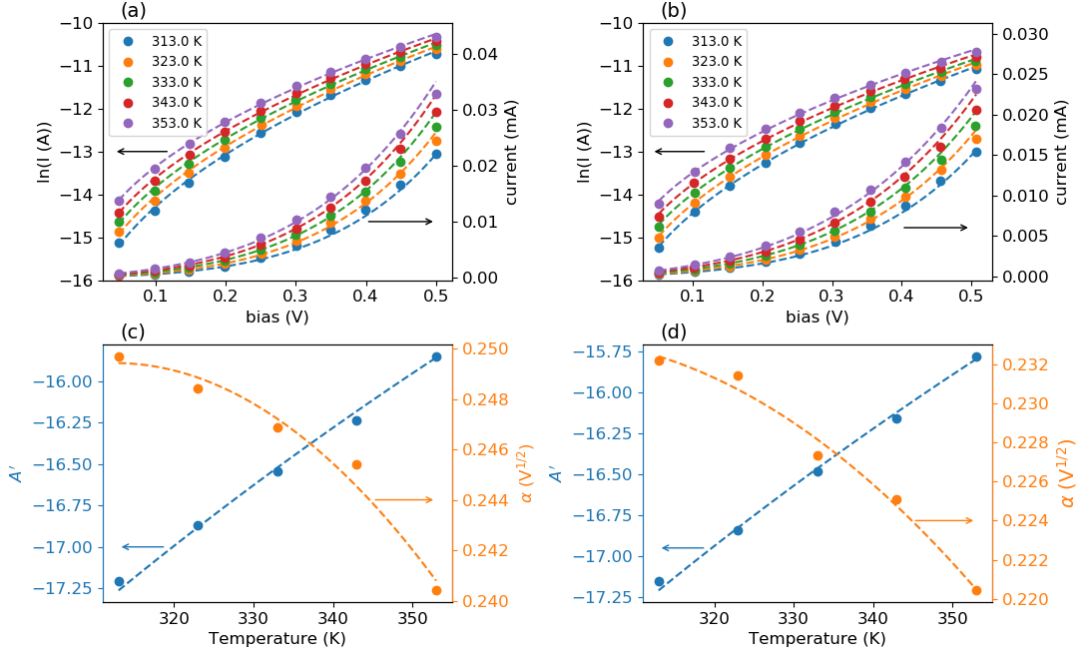 (a)
(b)
−10
−11
−12
−13
−14
−15
−16
ln(I (A))
313.0 K
323.0 K
333.0 K
343.0 K
353.0 K
0.04
0.03
0.02
0.01
0.00
current (mA)
0.1
0.2
0.3
0.4
0.5
bias (V)
−10
−11
−12
−13
−14
−15
−16
ln(I (A))
313.0 K
323.0 K
333.0 K
343.0 K
353.0 K
0.030
0.025
0.020
0.015
0.010
0.005
0.000
current (mA)
0.1
0.2
0.3
0.4
0.5
bias (V)
(c)
(d)
−16.00
−16.25
−16.50
−16.75
−17.00
−17.25
A′
0.250
0.248
0.246
0.244
0.242
0.240
α (V1/2)
320
330
340
350
Temperature (K)
−15.75
−16.00
−16.25
−16.50
−16.75
−17.00
−17.25
A′
0.232
0.230
0.228
0.226
0.224
0.222
0.220
α (V1/2)
320
330
340
350
Temperature (K)